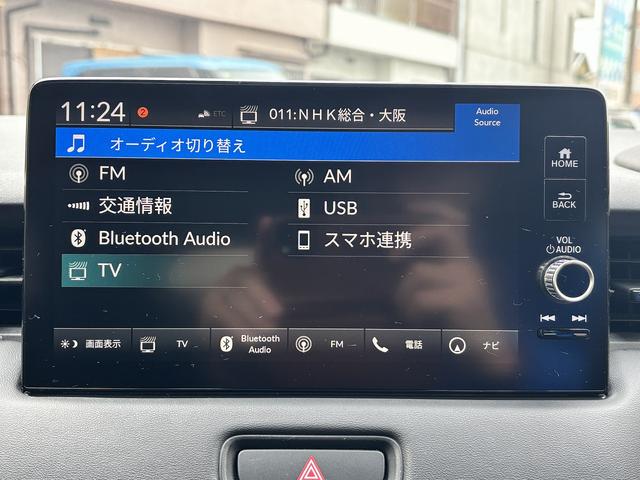 11:24 2 ETC 011:NHK総合・大阪 Audio Source
オーディオ切り替え
FM AM
交通情報 USB
Bluetooth Audio スマホ連携
TV
画面表示 TV Bluetooth Audio FM 電話 ナビ
HOME
BACK
VOL
AUDIO